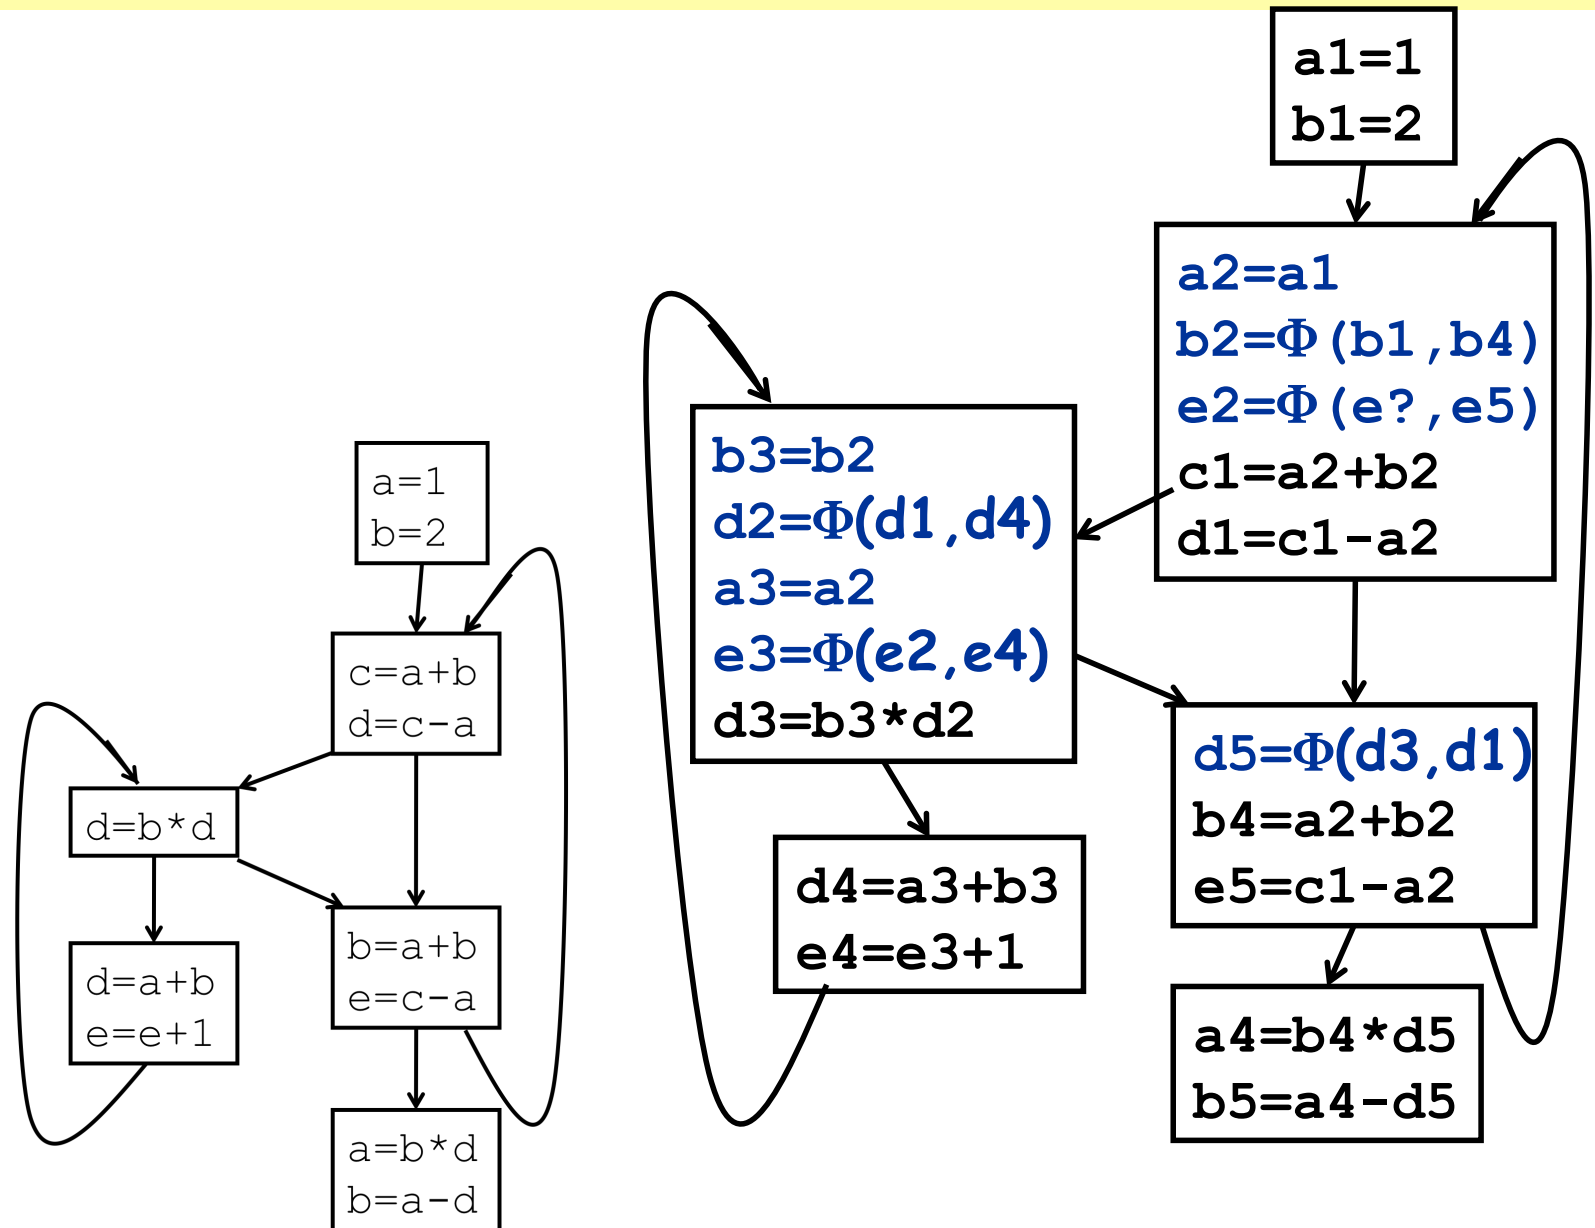 a=1
b=2
c=a+b
d=c-a
d=b*d
d=a+b
e=e+1
b=a+b
e=c-a
a=b*d
b=a-d
a1=1
b1=2
a2=a1
b2=Φ(b1,b4)
e2=Φ(e?,e5)
c1=a2+b2
d1=c1-a2
b3=b2
d2=Φ(d1,d4)
a3=a2
e3=Φ(e2,e4)
d3=b3*d2
d4=a3+b3
e4=e3+1
d5=Φ(d3,d1)
b4=a2+b2
e5=c1-a2
a4=b4*d5
b5=a4-d5